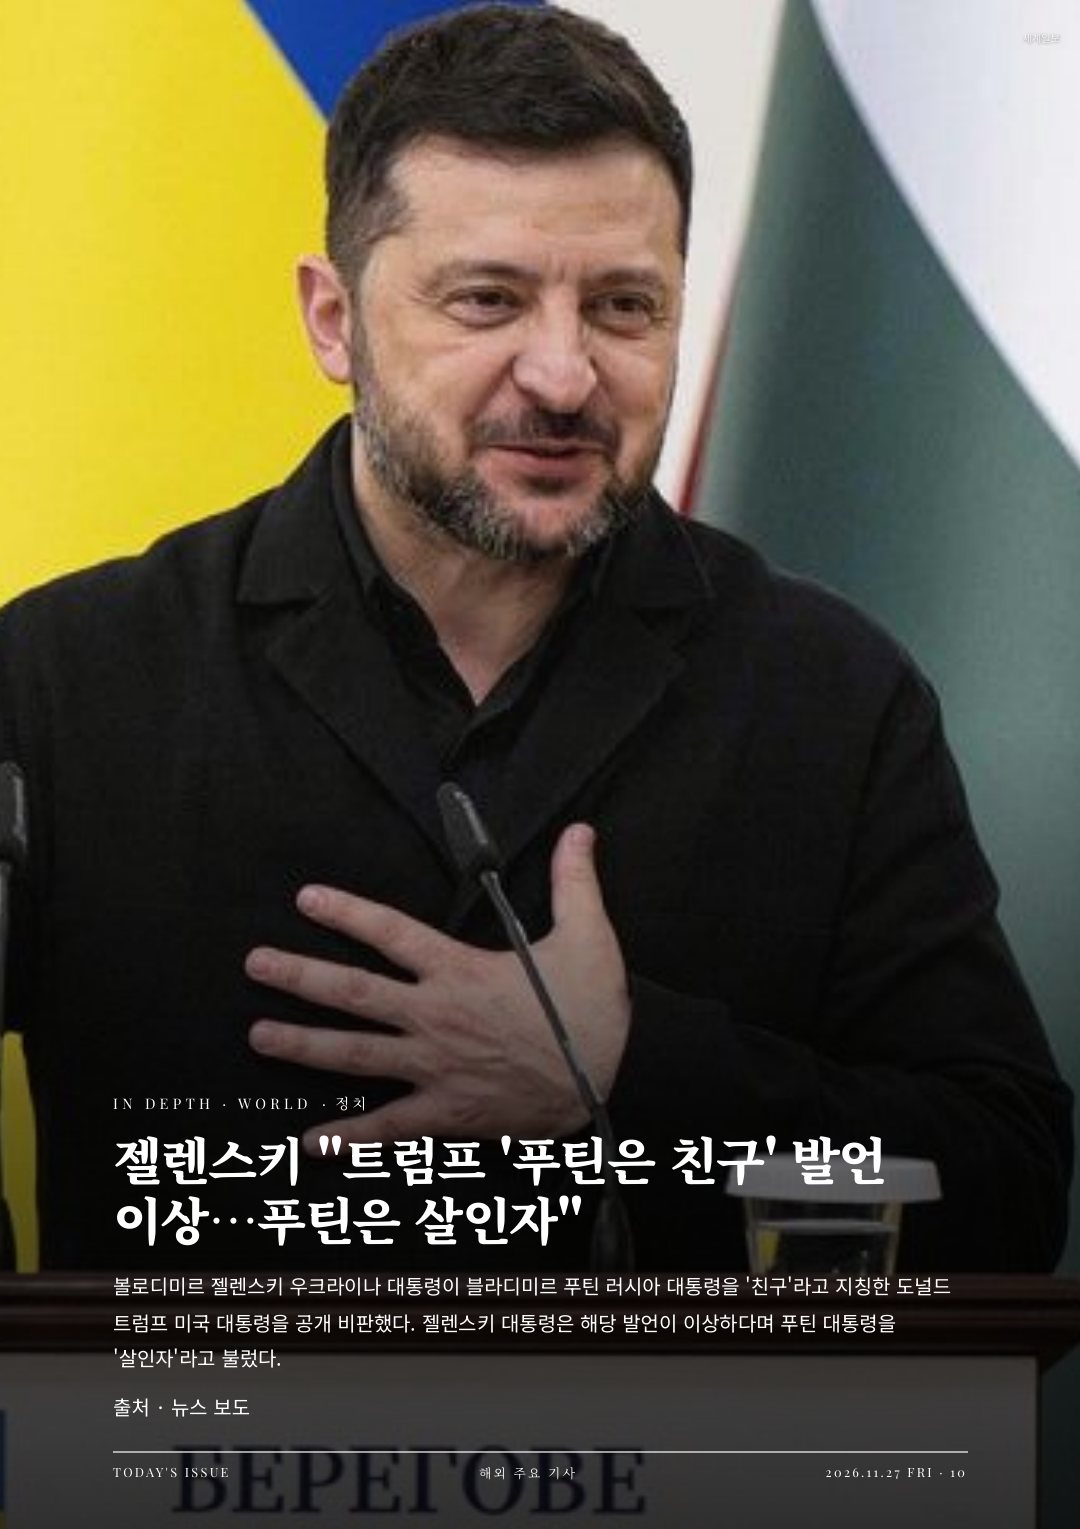 세계일보
IN DEPTH · WORLD · 정치
젤렌스키 "트럼프 '푸틴은 친구' 발언
이상…푸틴은 살인자"
볼로디미르 젤렌스키 우크라이나 대통령이 블라디미르 푸틴 러시아 대통령을 '친구'라고 지칭한 도널드
트럼프 미국 대통령을 공개 비판했다. 젤렌스키 대통령은 해당 발언이 이상하다며 푸틴 대통령을
'살인자'라고 불렀다.
출처 · 뉴스 보도
БЕРЕГОВЕ
TODAY'S ISSUE 해외 주요 기사 2026.11.27 FRI · 10